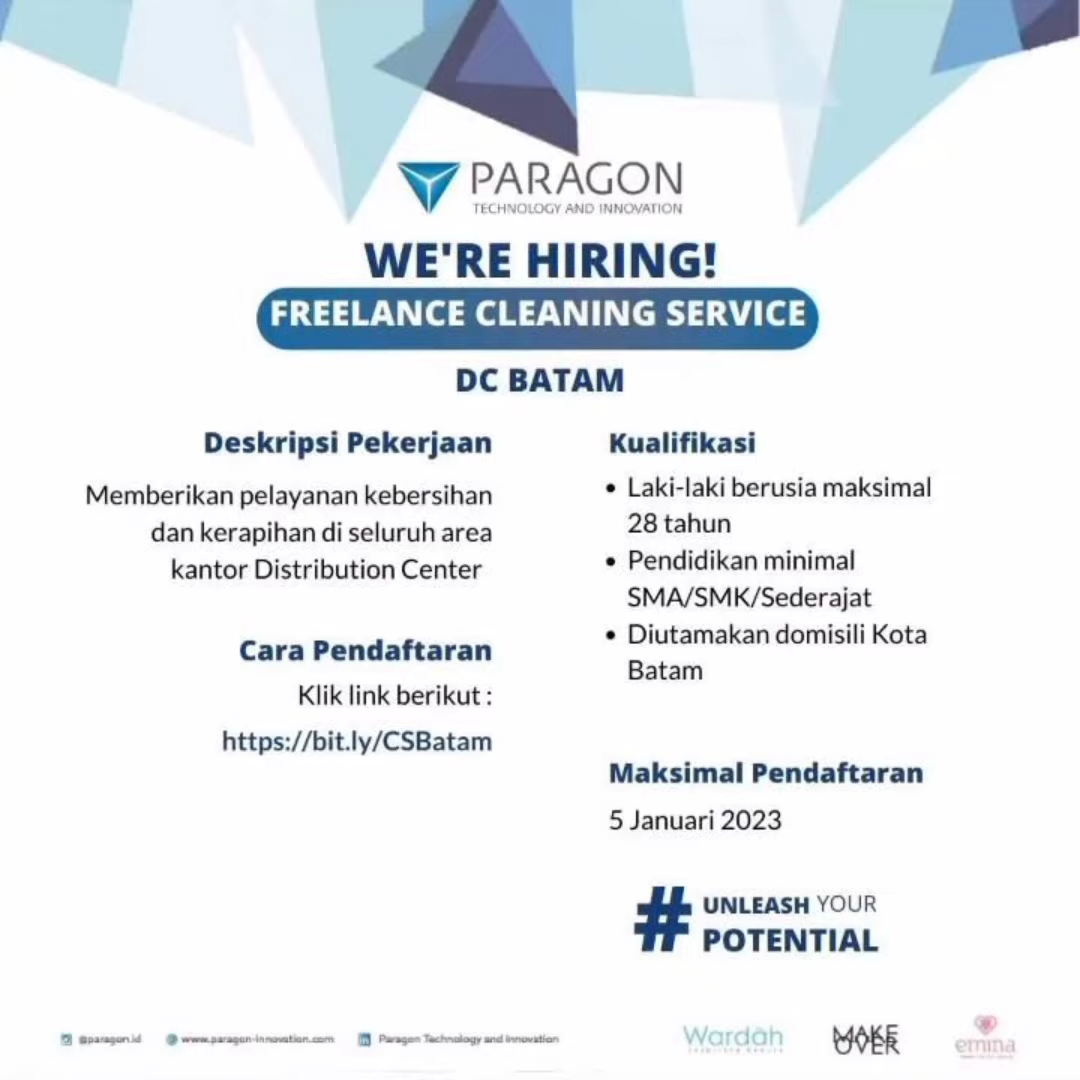 PARAGON
TECHNOLOGY AND INNOVATION
WE'RE HIRING!
FREELANCE CLEANING SERVICE
DC BATAM
Deskripsi Pekerjaan
Memberikan pelayanan kebersihan
dan kerapihan di seluruh area
kantor Distribution Center
Cara Pendaftaran
Klik link berikut :
https://bit.ly/CSBatam
Kualifikasi
• Laki-laki berusia maksimal
28 tahun
• Pendidikan minimal
SMA/SMK/Sederajat
• Diutamakan domisili Kota
Batam
Maksimal Pendaftaran
5 Januari 2023
# UNLEASH YOUR
POTENTIAL
@paragon.id www.paragon-innovation.com Paragon Technology and Innovation
Wardah
MAKE
OVER
emina